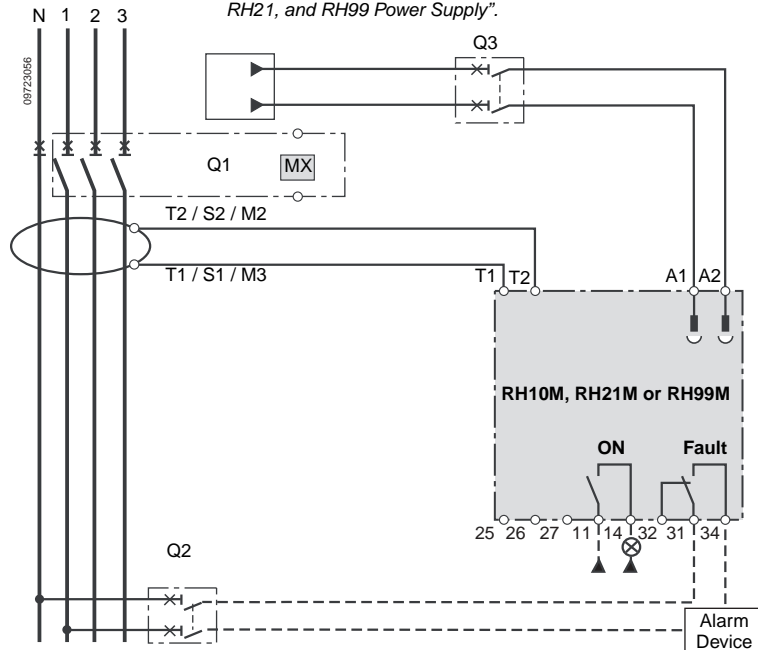 RH21, and RH99 Power Supply”.
N 1 2 3
Q3
09723056
Q1
MX
T2 / S2 / M2
T1 / S1 / M3
T1 T2
A1 A2
RH10M, RH21M or RH99M
ON Fault
25 26 27 11 14 32 31 34
Q2
Alarm
Device